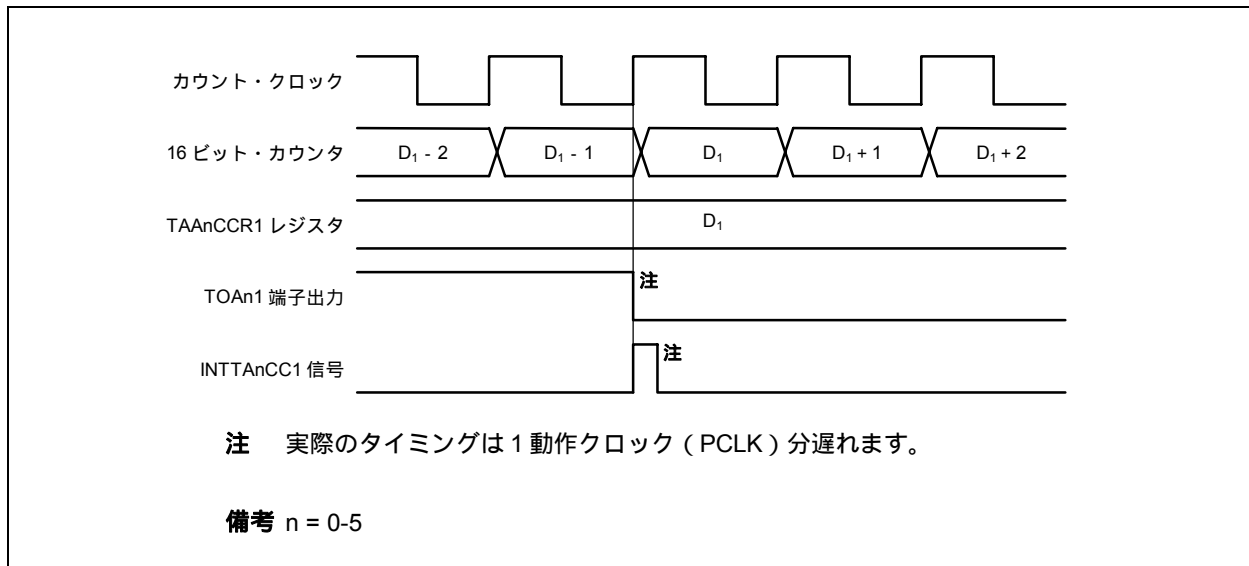 カウント・クロック
16 ビット・カウンタ
D₁ - 2
D₁ - 1
D₁
D₁ + 1
D₁ + 2
TAAnCCR1 レジスタ
D₁
TOAn1 端子出力
注
INTTAnCC1 信号
注
注 実際のタイミングは 1 動作クロック ( PCLK ) 分遅れます。
備考 n = 0-5